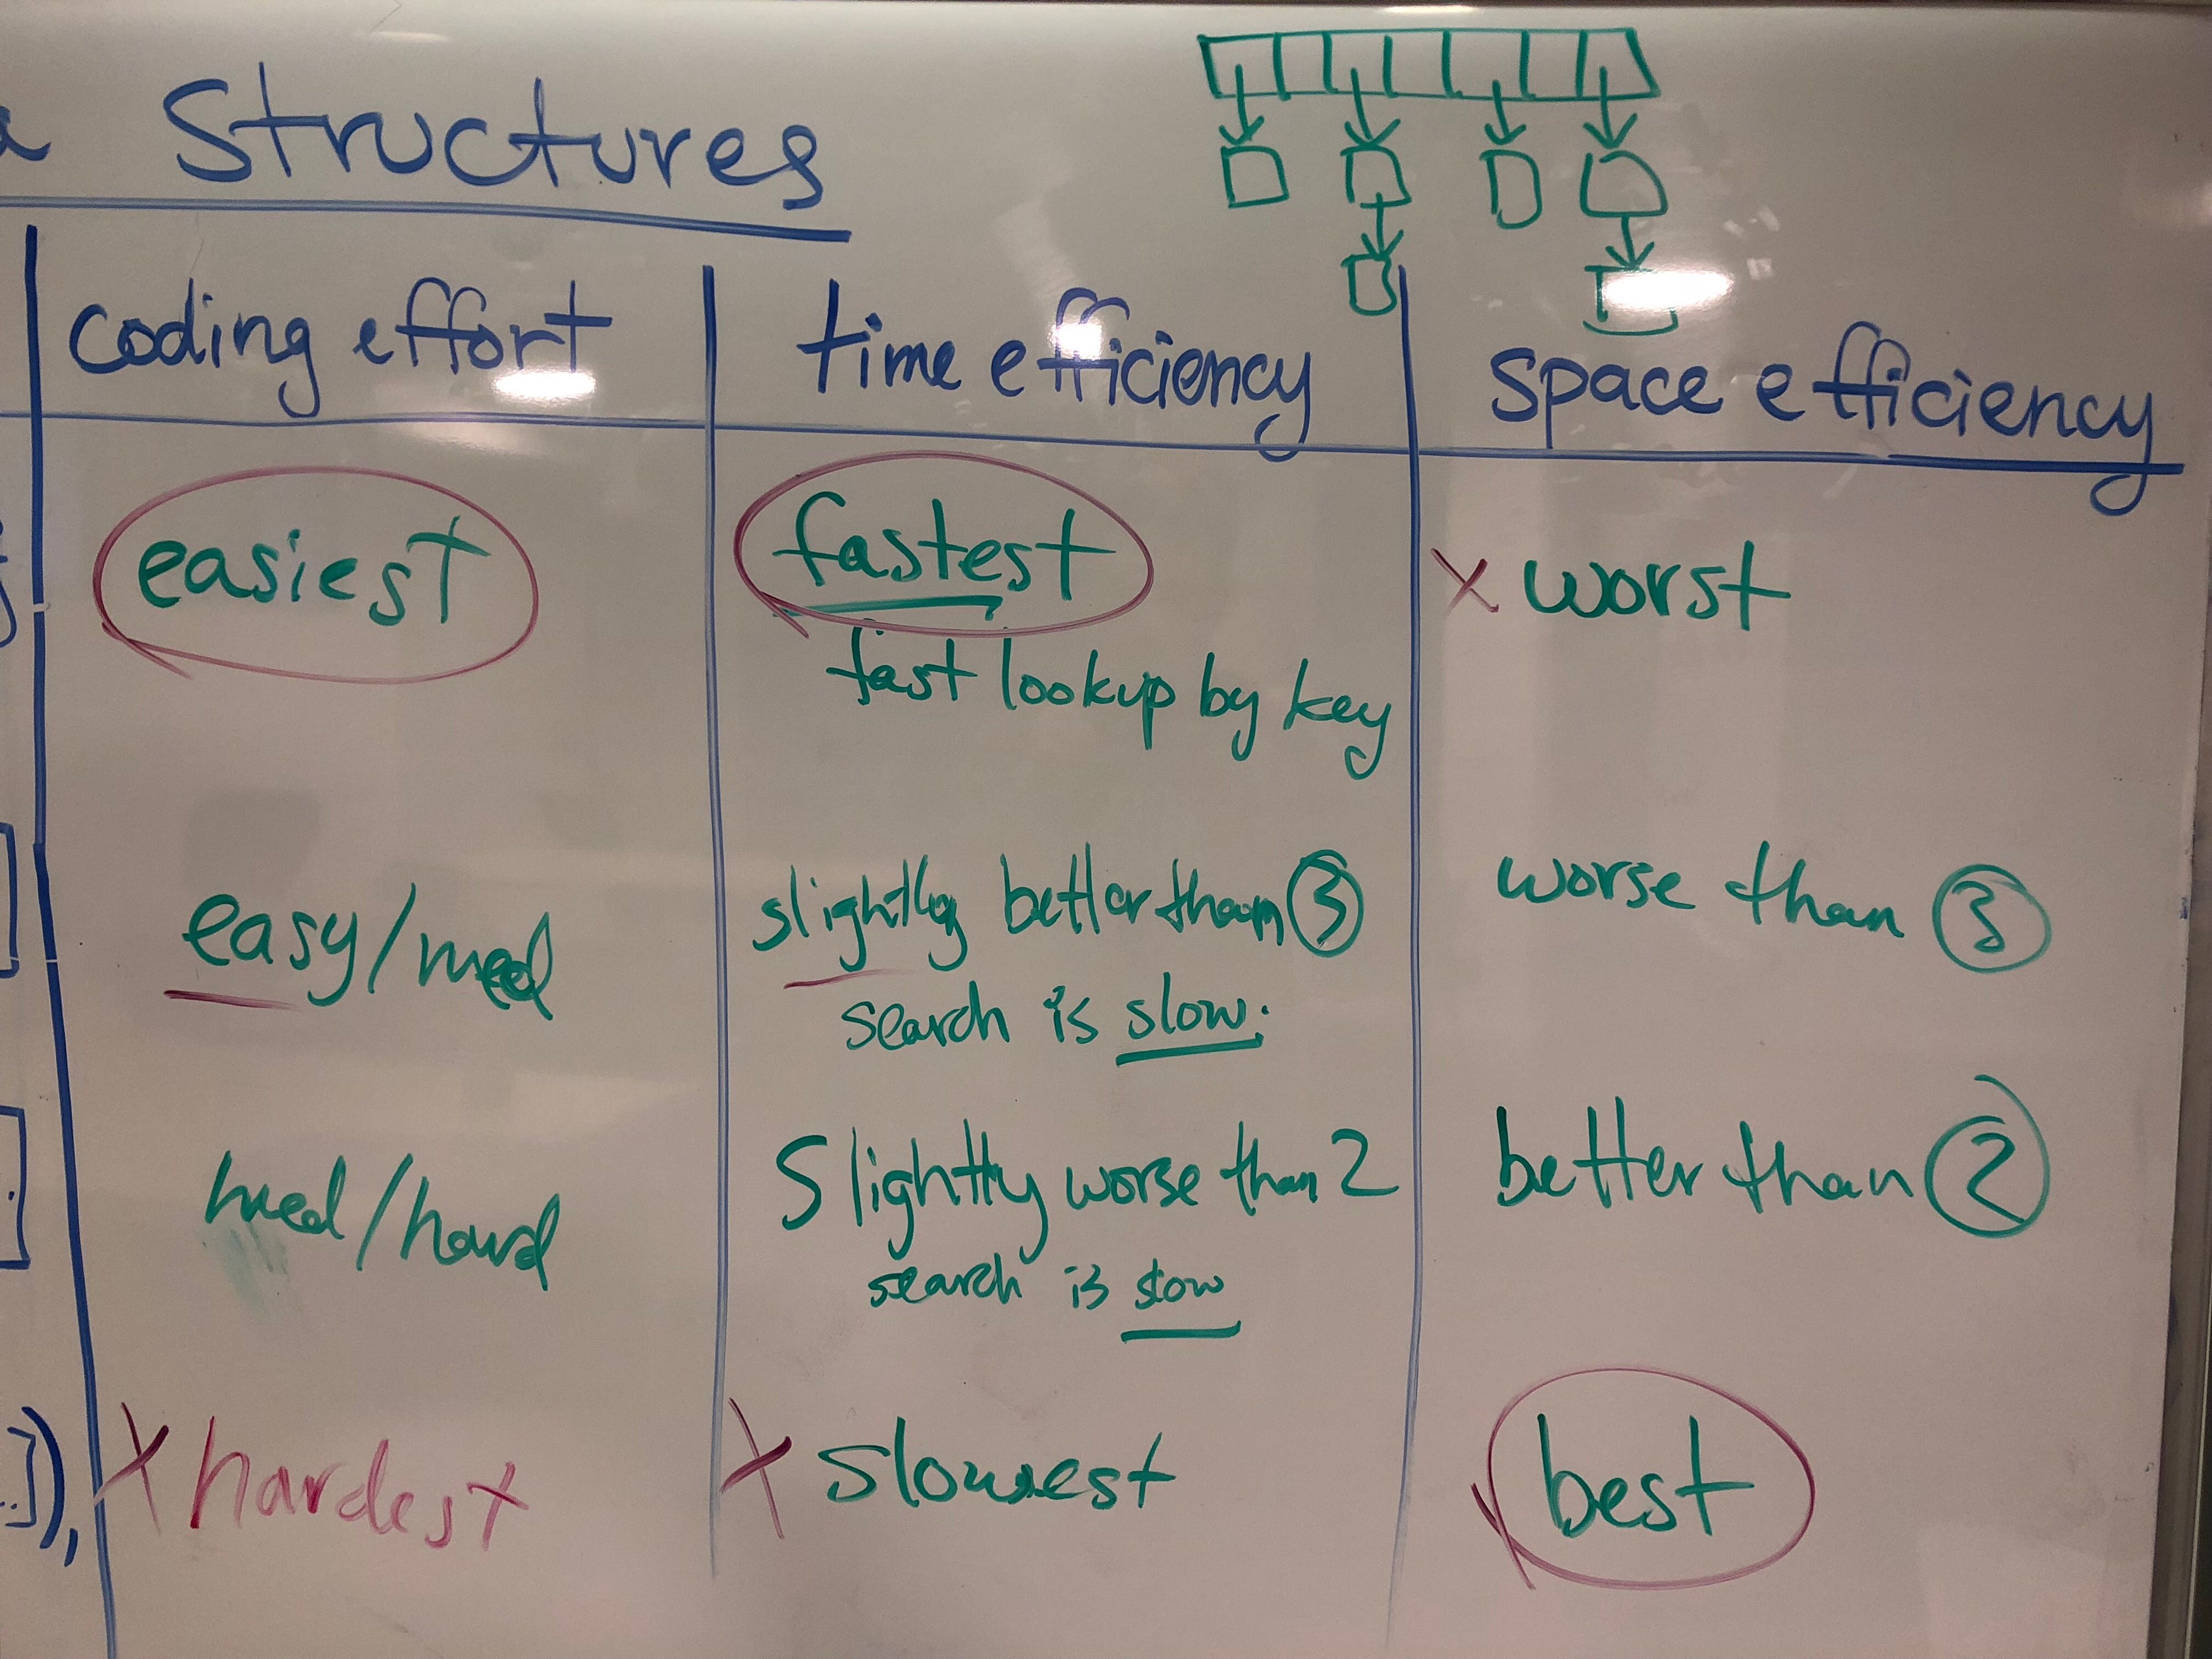 a Structures
coding effort
time efficiency
space efficiency
easiest
fastest
x worst
fast lookup by key
easy/med
slightly better than ③
worse than ③
search is slow.
med/hard
Slightly worse than 2
better than ②
search is slow
..]),
x hardest
x slowest
best